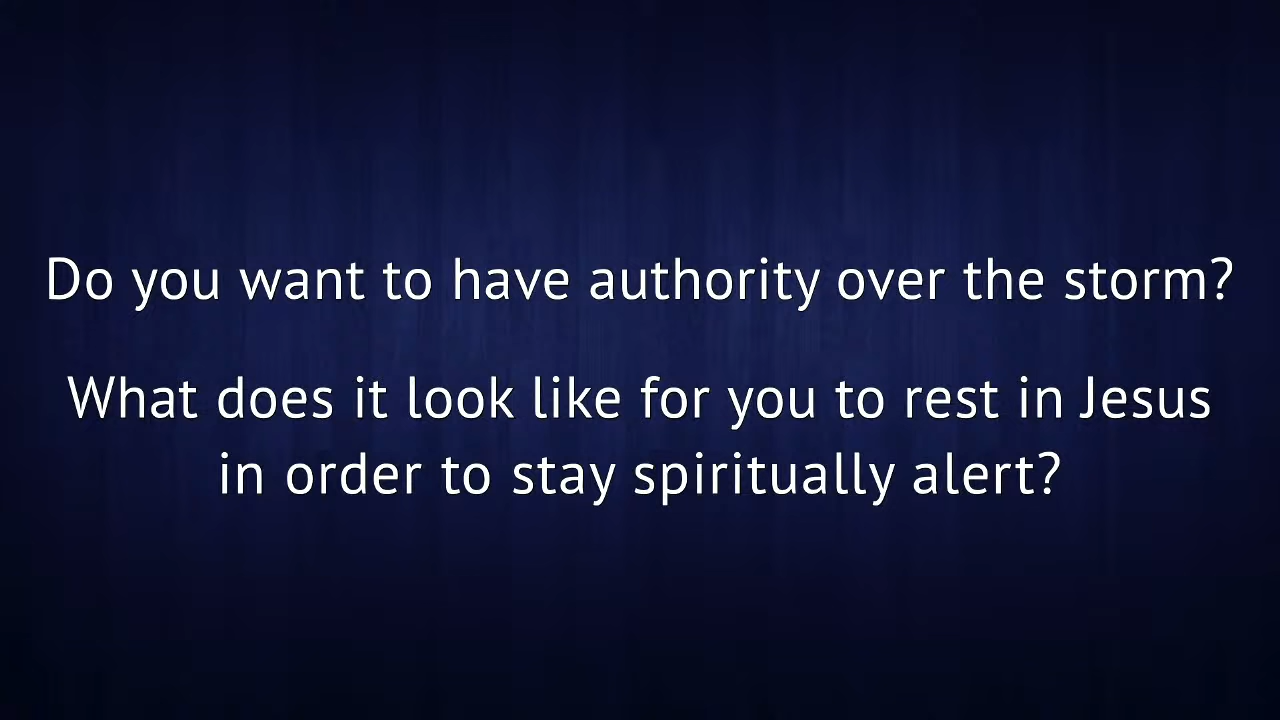 Do you want to have authority over the storm?
What does it look like for you to rest in Jesus
in order to stay spiritually alert?